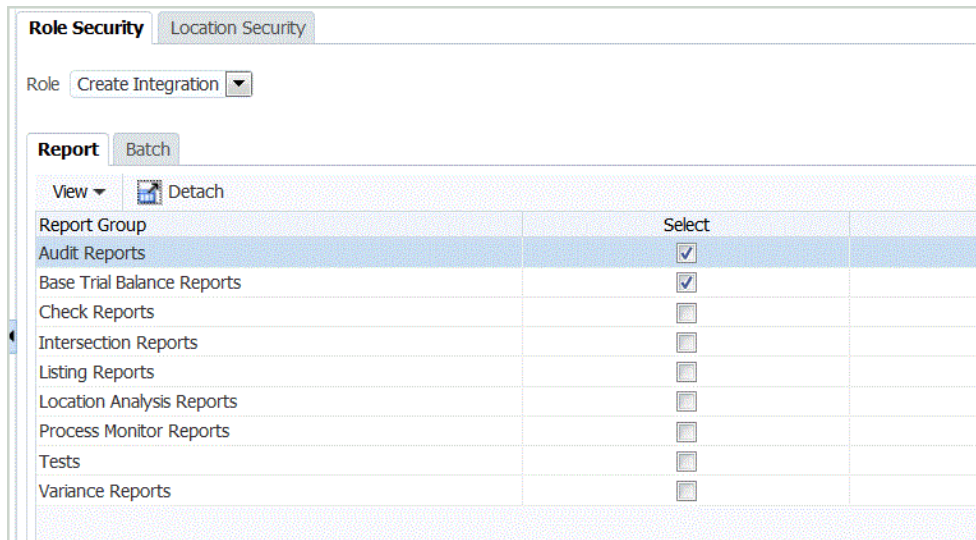 Role Security Location Security
Role Create Integration
Report Batch
View Detach
Report Group Select
Audit Reports
Base Trial Balance Reports
Check Reports
Intersection Reports
Listing Reports
Location Analysis Reports
Process Monitor Reports
Tests
Variance Reports